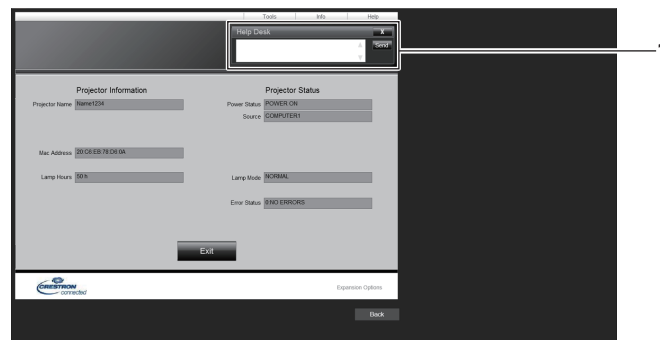 Tools Info Help
Help Desk X
Send
Projector Information Projector Status
Projector Name Name1234 Power Status POWER ON
Source COMPUTER1
Mac Address 20:C6:EB:78:D6:0A
Lamp Hours 50 h Lamp Mode NORMAL
Error Status 0:NO ERRORS
Exit
CRESTRON
connected
Expansion Options
Back